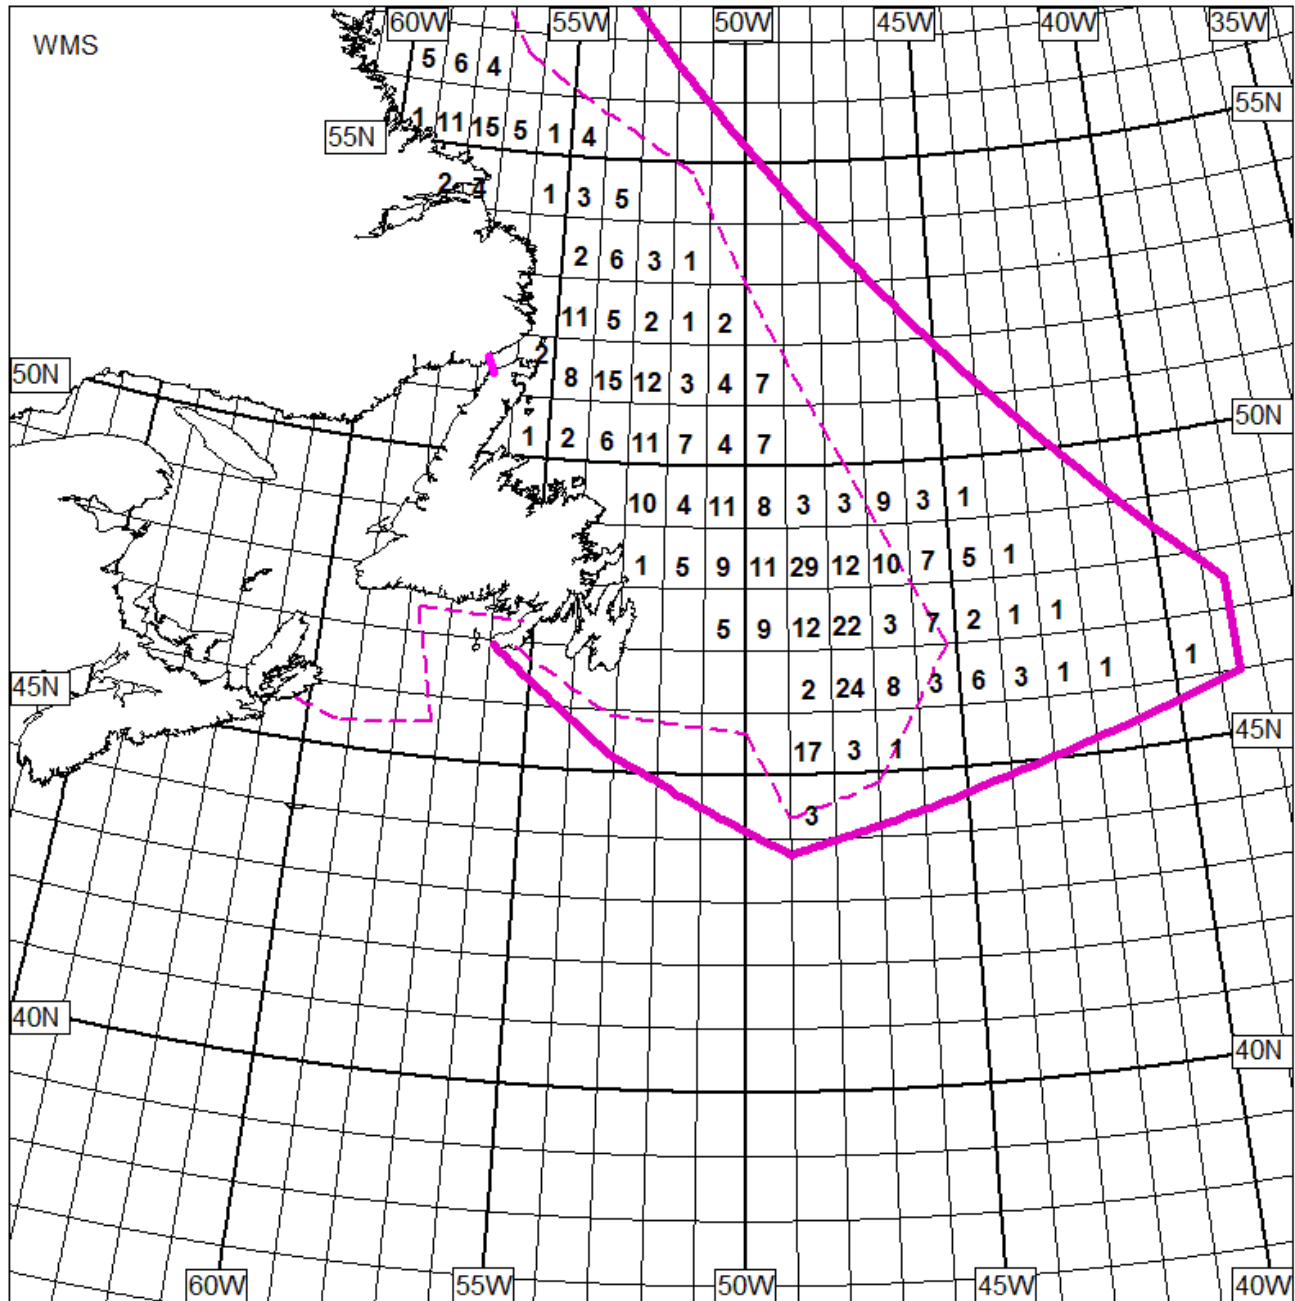 60W 55W 50W 45W 40W 35W
WMS
5 6 4
55N
1 11 15 5 1 4
55N
2 7 1 3 5
2 6 3 1
11 5 2 1 2
2
50N
8 15 12 3 4 7
50N
1 2 6 11 7 4 7
10 4 11 8 3 3 9 3 1
1 5 9 11 29 12 10 7 5 1
5 9 12 22 3 7 2 1 1
45N
2 24 8 3 6 3 1 1 1
45N
17 3 1
3
40N
40N
60W 55W 50W 45W 40W